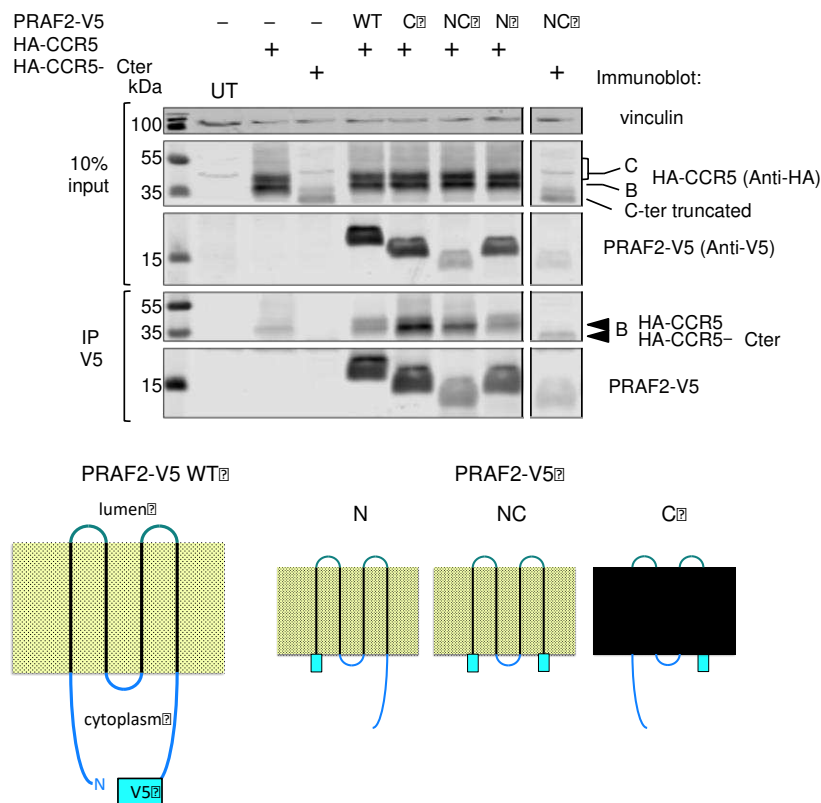 PRAF2-V5 – – WT C⍰ NC⍰ N⍰ NC⍰
HA-CCR5 + + + + +
HA-CCR5- Cter + +
kDa
UT
Immunoblot:
100
vinculin
10%
input
55
35
C
B
HA-CCR5 (Anti-HA)
C-ter truncated
15
PRAF2-V5 (Anti-V5)
IP
V5
55
35
B HA-CCR5
HA-CCR5– Cter
15
PRAF2-V5
PRAF2-V5 WT⍰
PRAF2-V5⍰
lumen⍰
N
NC
C⍰
cytoplasm⍰
N
V5⍰